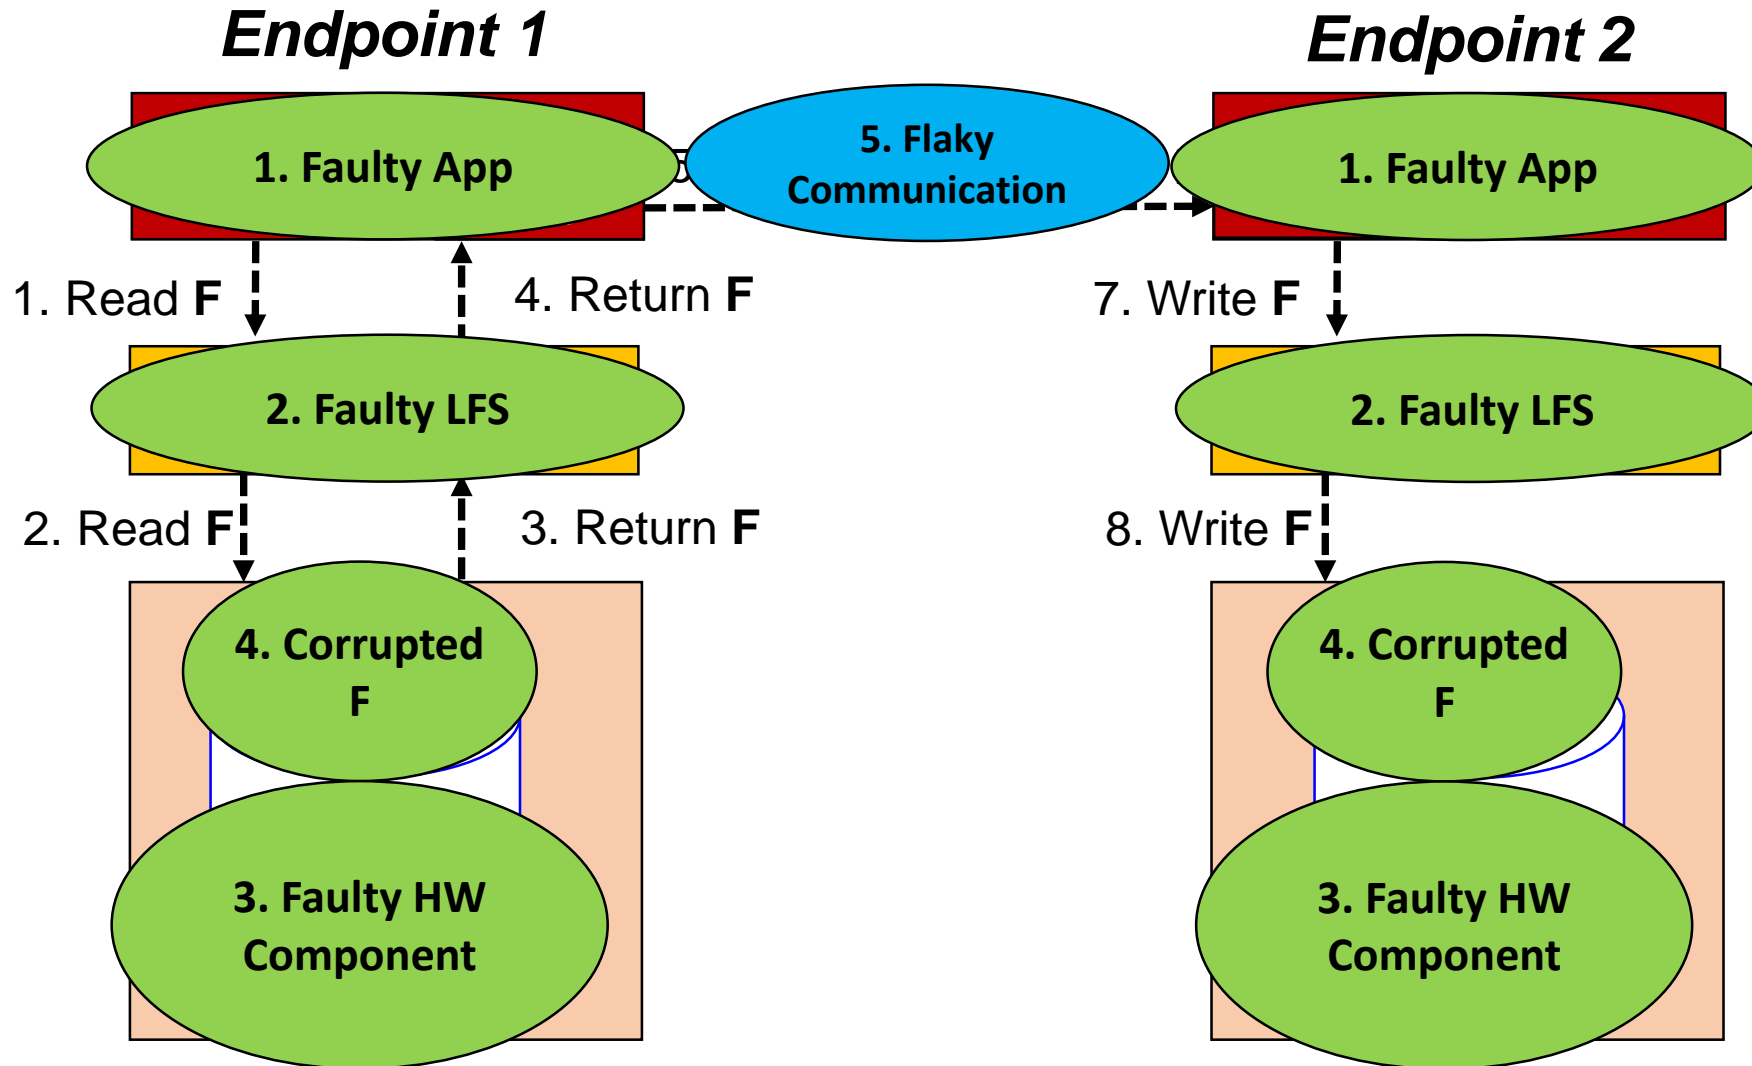 Endpoint 1
Endpoint 2
1. Faulty App
5. Flaky
Communication
1. Faulty App
1. Read F
4. Return F
7. Write F
2. Faulty LFS
2. Faulty LFS
2. Read F
3. Return F
8. Write F
4. Corrupted
F
4. Corrupted
F
3. Faulty HW
Component
3. Faulty HW
Component